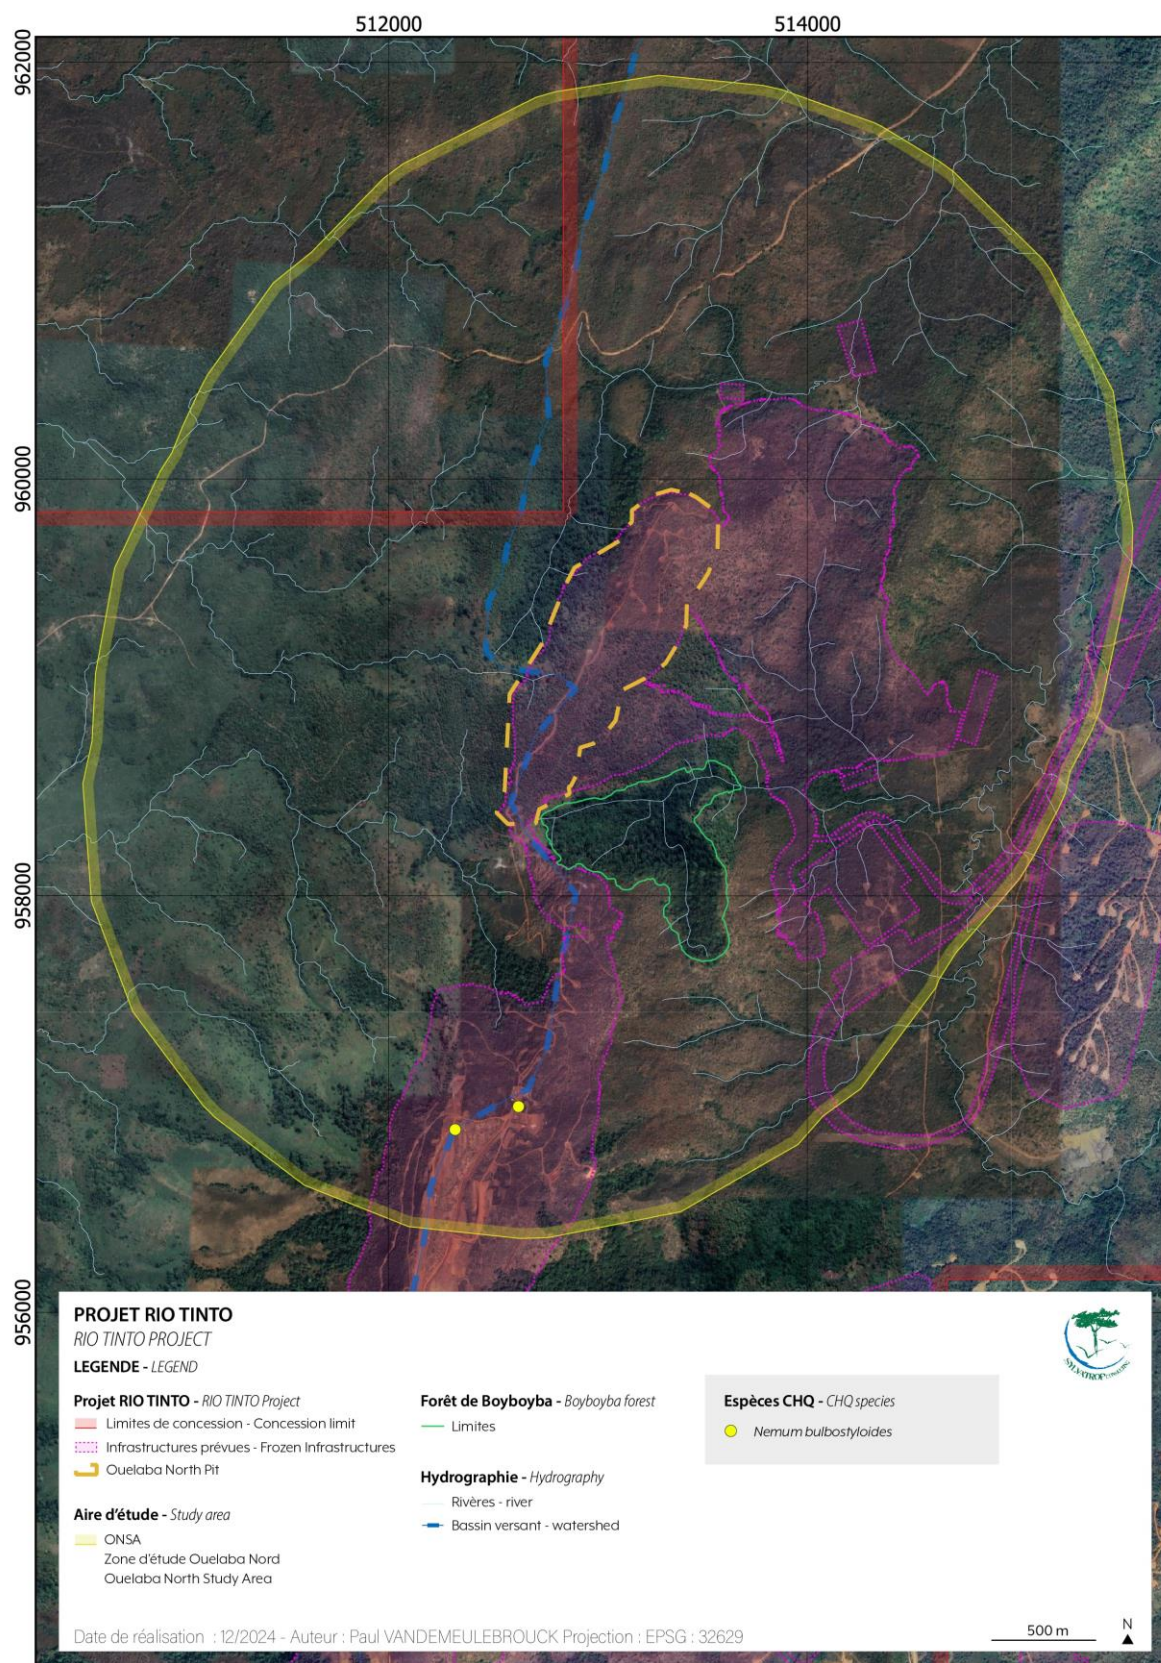 512000
514000
962000
960000
958000
956000
PROJET RIO TINTO
RIO TINTO PROJECT
LEGENDE - LEGEND
Projet RIO TINTO - RIO TINTO Project
Limites de concession - Concession limit
Infrastructures prévues - Frozen Infrastructures
Ouelaba North Pit
Aire d'étude - Study area
ONSA
Zone d'étude Ouelaba Nord
Ouelaba North Study Area
Forêt de Boyboyba - Boyboyba forest
Limites
Hydrographie - Hydrography
Rivères - river
Bassin versant - watershed
Espèces CHQ - CHQ species
Nemum bulbostyloides
SYLVATROP CONSULTING
Date de réalisation : 12/2024 - Auteur : Paul VANDEMEULEBROUCK Projection : EPSG : 32629
500 m
N